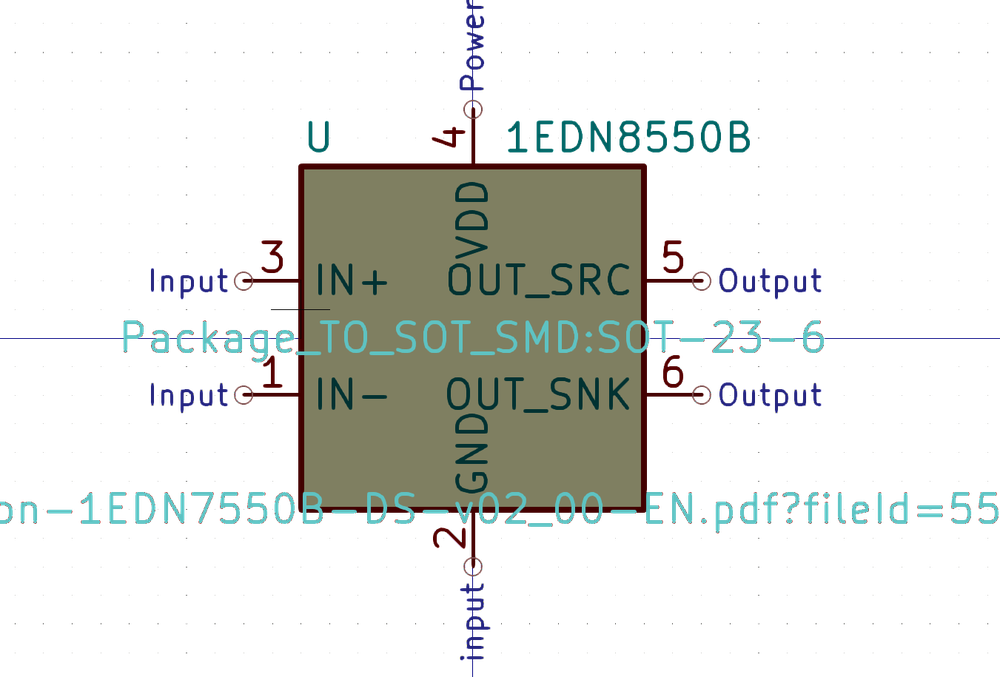 Power
U
4
1EDN8550B
VDD
3
5
Input
IN+
OUT_SRC
Output
Package_TO_SOT_SMD:SOT-23-6
1
6
Input
IN-
OUT_SNK
Output
GND
on-1EDN7550B-DS-v02_00-EN.pdf?fileId=55
2
input